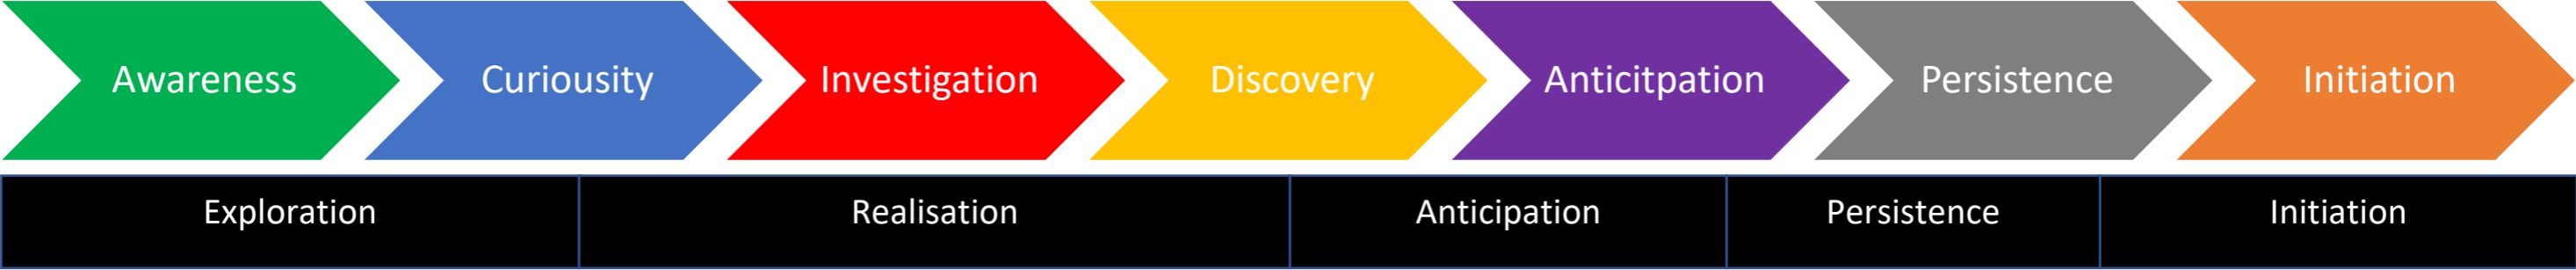 Awareness
Curiousity
Investigation
Discovery
Anticitpation
Persistence
Initiation
Exploration
Realisation
Anticipation
Persistence
Initiation